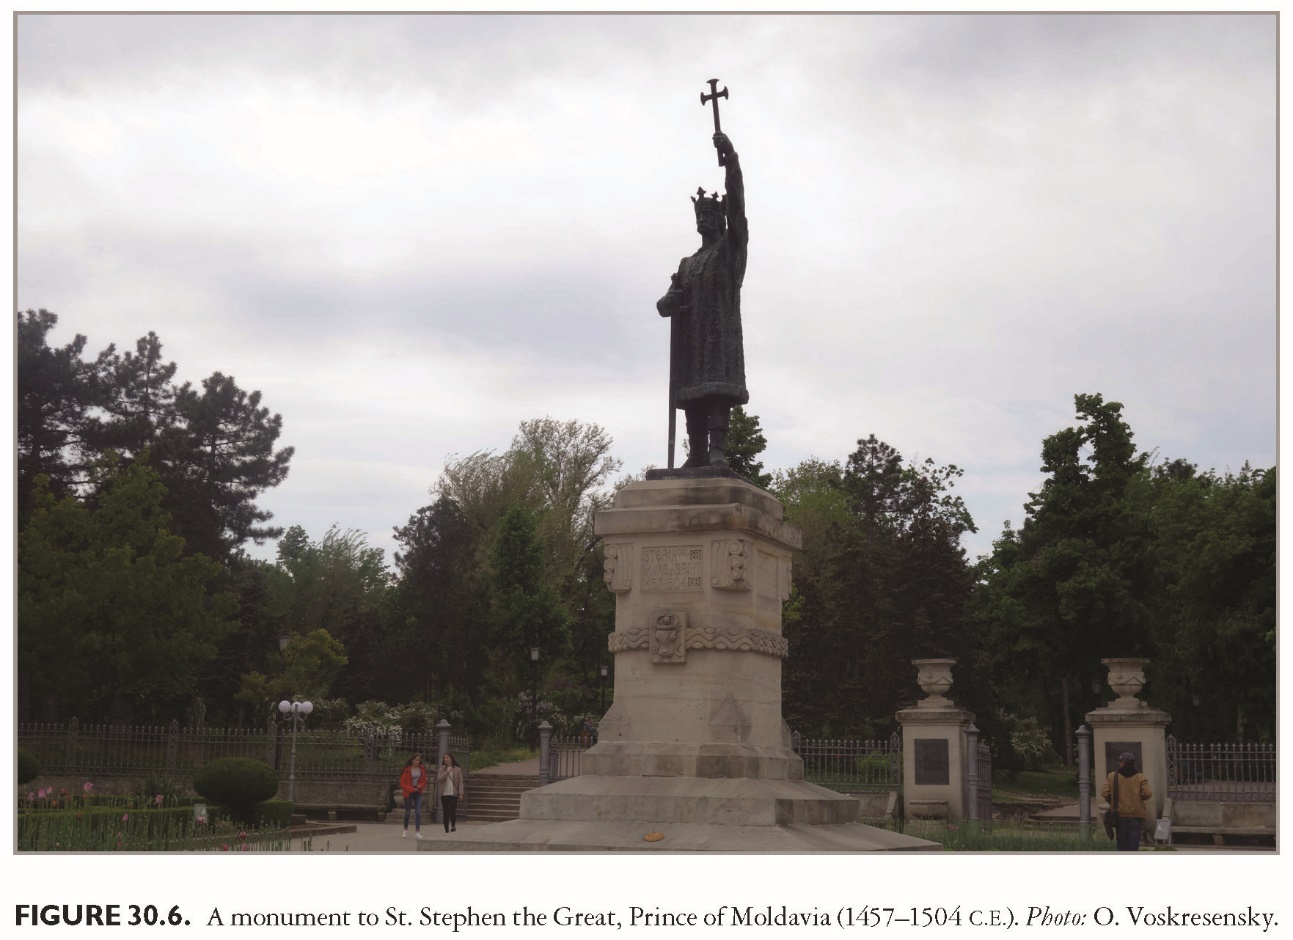 FIGURE 30.6. A monument to St. Stephen the Great, Prince of Moldavia (1457–1504 C.E.). Photo: O. Voskresensky.